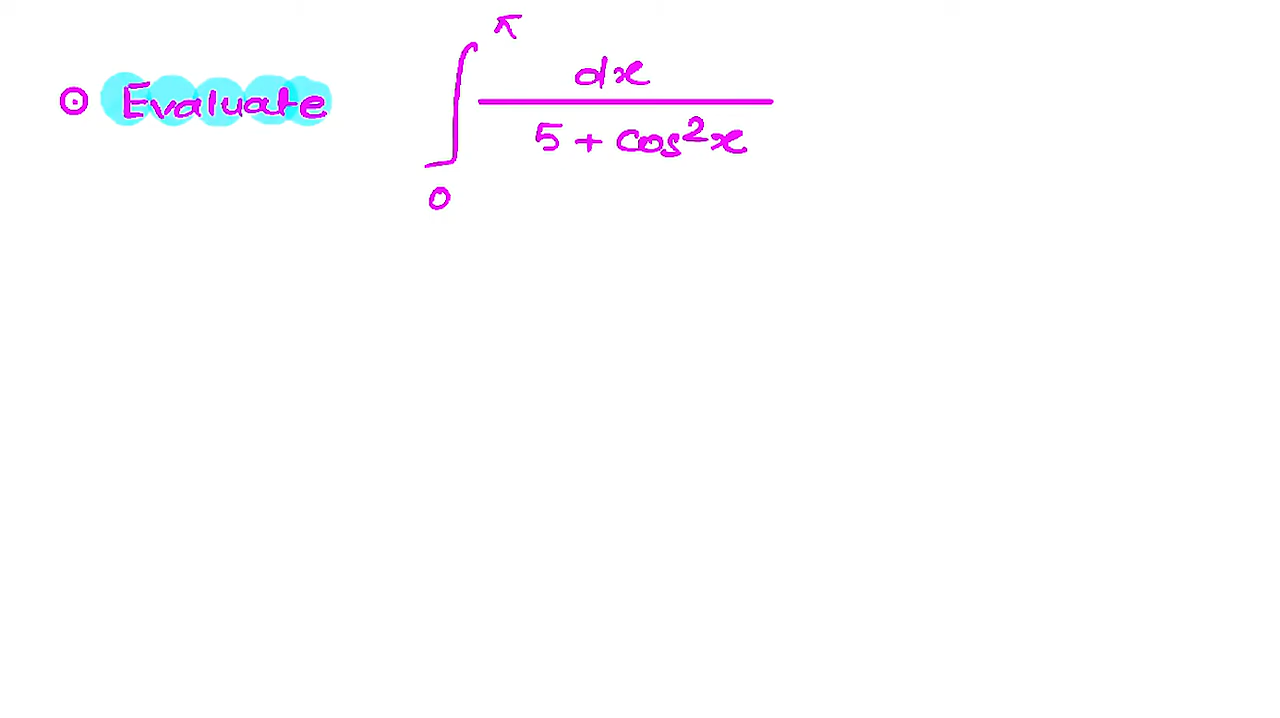 ⊙ Evaluate ∫₀^π dx / (5 + cos²x)